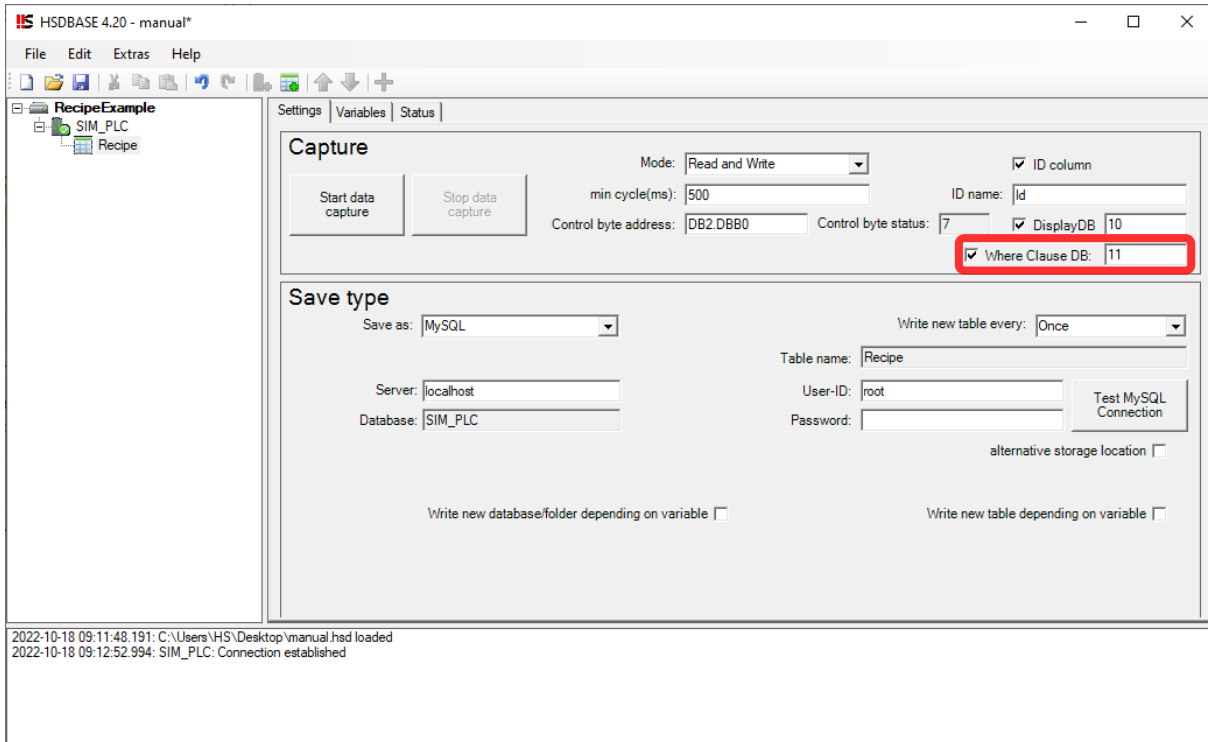 HSDBASE 4.20 - manual*
File Edit Extras Help
RecipeExample
SIM_PLC
Recipe
Settings Variables Status
Capture
Mode: Read and Write ID column
Start data capture Stop data capture min cycle(ms): 500 ID name: Id
Control byte address: DB2.DBB0 Control byte status: 7 DisplayDB 10
Where Clause DB: 11
Save type
Save as: MySQL Write new table every: Once
Table name: Recipe
Server: localhost User-ID: root Test MySQL Connection
Database: SIM_PLC Password:
alternative storage location
Write new database/folder depending on variable Write new table depending on variable
2022-10-18 09:11:48.191: C:\Users\HS\Desktop\manual.hsd loaded
2022-10-18 09:12:52.994: SIM_PLC: Connection established